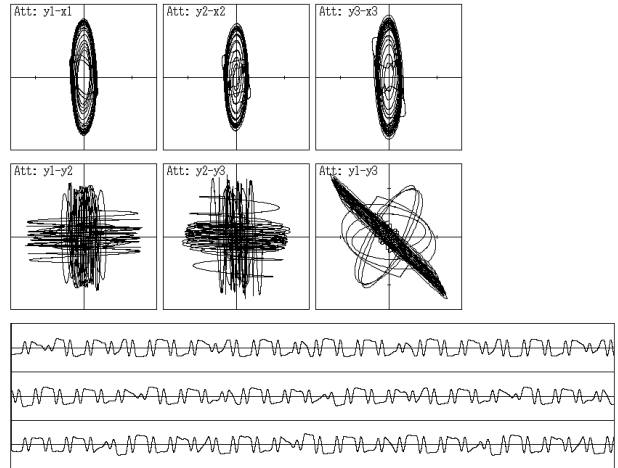 Att: y1-x1
Att: y2-x2
Att: y3-x3
Att: y1-y2
Att: y2-y3
Att: y1-y3